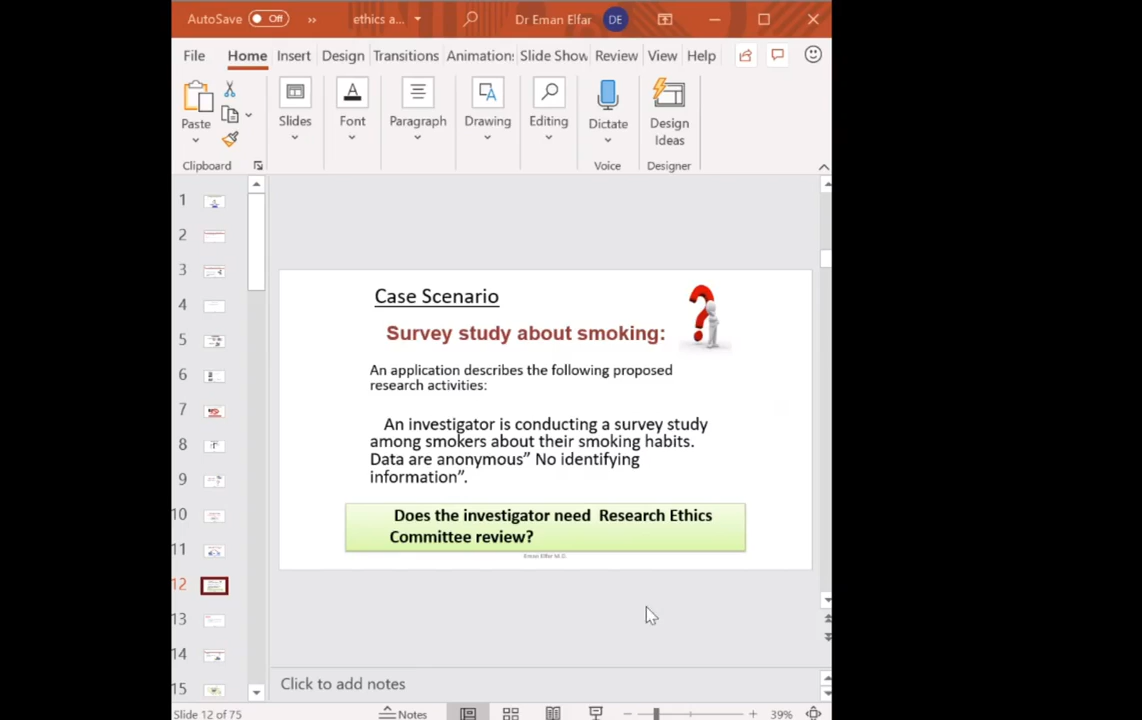 AutoSave Off ›› ethics a... Dr Eman Elfar DE
File Home Insert Design Transitions Animation: Slide Show Review View Help
Paste Slides Font Paragraph Drawing Editing Dictate Design
Ideas
Clipboard Voice Designer
1
2
3
4
5
6
7
8
9
10
11
12
13
14
15
Case Scenario
Survey study about smoking:
An application describes the following proposed
research activities:
An investigator is conducting a survey study
among smokers about their smoking habits.
Data are anonymous” No identifying
information”.
Does the investigator need Research Ethics
Committee review?
Eman Elfar M.D.
Click to add notes
Slide 12 of 75 Notes 39%